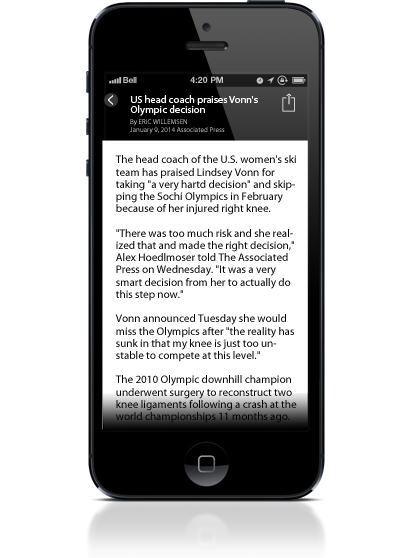 Bell 4:20 PM
US head coach praises Vonn's
Olympic decision
By ERIC WILLEMSEN
January 9, 2014 Associated Press
The head coach of the U.S. women's ski
team has praised Lindsey Vonn for
taking "a very hartd decision" and skip-
ping the Sochi Olympics in February
because of her injured right knee.
"There was too much risk and she real-
ized that and made the right decision,"
Alex Hoedlmoser told The Associated
Press on Wednesday. "It was a very
smart decision from her to actually do
this step now."
Vonn announced Tuesday she would
miss the Olympics after "the reality has
sunk in that my knee is just too un-
stable to compete at this level."
The 2010 Olympic downhill champion
underwent surgery to reconstruct two
knee ligaments following a crash at the
world championships 11 months ago.